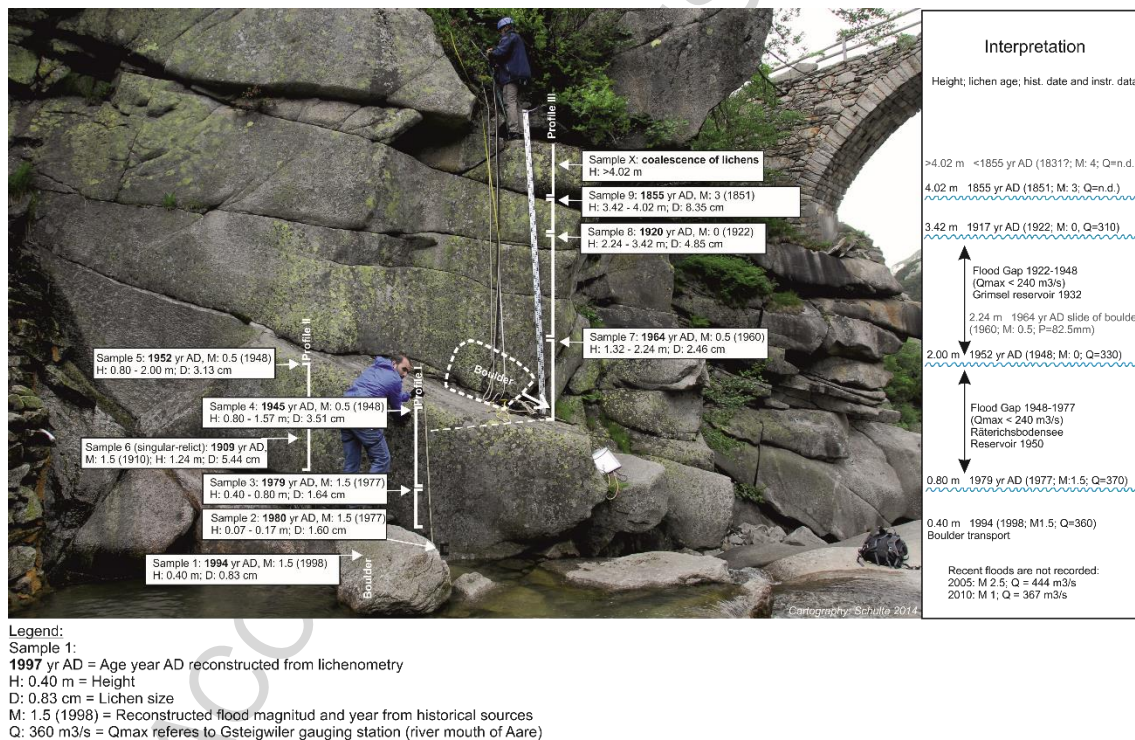 Interpretation
Height; lichen age; hist. date and instr. data
>4.02 m <1855 yr AD (1831?; M: 4; Q=n.d.
4.02 m 1855 yr AD (1851; M: 3; Q=n.d.)
3.42 m 1917 yr AD (1922; M: 0, Q=310)
Flood Gap 1922-1948
(Qmax < 240 m3/s)
Grimsel reservoir 1932
2.24 m 1964 yr AD slide of boulde
(1960; M: 0.5; P=82.5mm)
2.00 m 1952 yr AD (1948; M: 0; Q=330)
Flood Gap 1948-1977
(Qmax < 240 m3/s)
Räterichsbodensee
Reservoir 1950
0.80 m 1979 yr AD (1977; M:1.5; Q=370)
0.40 m 1994 (1998; M1.5; Q=360)
Boulder transport
Recent floods are not recorded:
2005: M 2.5; Q = 444 m3/s
2010: M 1; Q = 367 m3/s
Profile III
Sample X: coalescence of lichens
H: >4.02 m
Sample 9: 1855 yr AD, M: 3 (1851)
H: 3.42 - 4.02 m; D: 8.35 cm
Sample 8: 1920 yr AD, M: 0 (1922)
H: 2.24 - 3.42 m; D: 4.85 cm
Sample 7: 1964 yr AD, M: 0.5 (1960)
H: 1.32 - 2.24 m; D: 2.46 cm
Boulder
Profile II
Sample 5: 1952 yr AD, M: 0.5 (1948)
H: 0.80 - 2.00 m; D: 3.13 cm
Profile I
Sample 4: 1945 yr AD, M: 0.5 (1948)
H: 0.80 - 1.57 m; D: 3.51 cm
Sample 6 (singular-relict): 1909 yr AD,
M: 1.5 (1910); H: 1.24 m; D: 5.44 cm
Sample 3: 1979 yr AD, M: 1.5 (1977)
H: 0.40 - 0.80 m; D: 1.64 cm
Sample 2: 1980 yr AD, M: 1.5 (1977)
H: 0.07 - 0.17 m; D: 1.60 cm
Sample 1: 1994 yr AD, M: 1.5 (1998)
H: 0.40 m; D: 0.83 cm
Boulder
Cartography: Schulte 2014
Legend:
Sample 1:
1997 yr AD = Age year AD reconstructed from lichenometry
H: 0.40 m = Height
D: 0.83 cm = Lichen size
M: 1.5 (1998) = Reconstructed flood magnitud and year from historical sources
Q: 360 m3/s = Qmax referes to Gsteigwiler gauging station (river mouth of Aare)